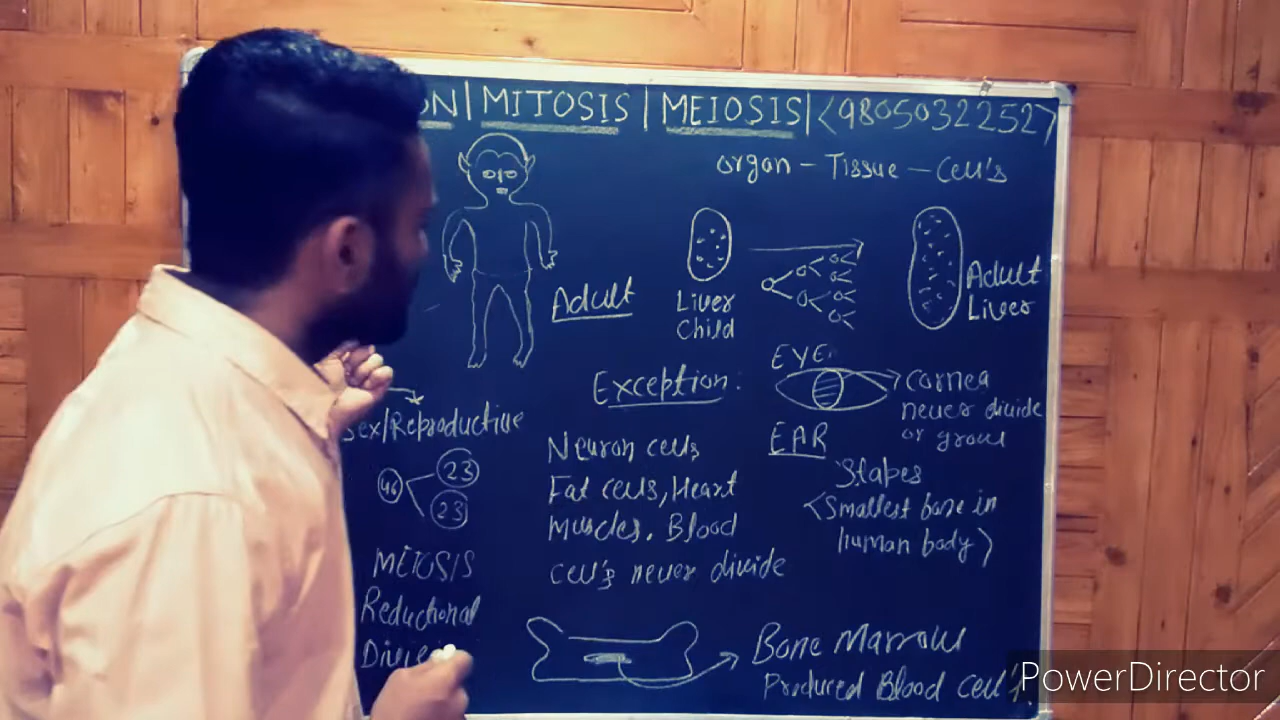 ON | MITOSIS | MEIOSIS | <9805032252>
organ - Tissue - Cell's
Adult
Liver
Child
Adult
Liver
Exception:
EYE
cornea
never divide
or grow
EAR
Stapes
<Smallest bone in
human body>
Sex/Reproductive
46
23
23
MEIOSIS
Reductional
Neuron cells
Fat cells, Heart
Muscles, Blood
cell's never divide
Bone Marrow
Produced Blood Cell's
PowerDirector